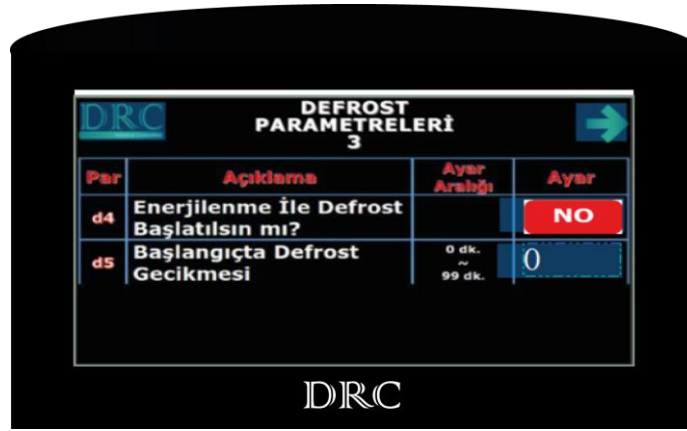 DRC
DEFROST
PARAMETRELERİ
3
Par Açıklama Ayar Aralığı Ayar
d4 Enerjilenme İle Defrost Başlatılsın mı? NO
d5 Başlangıçta Defrost Gecikmesi 0 dk. ~ 99 dk. 0
DRC